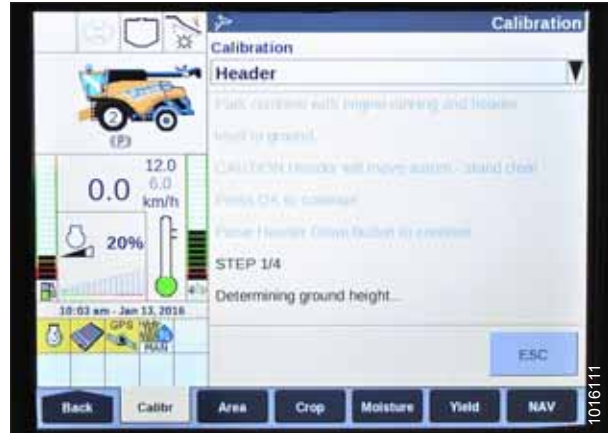 Calibration
Calibration
Header
Park combine with engine running and header
level to ground.
CAUTION Header will move
Press OK to continue
Press Header Down button to continue
STEP 1/4
Determining ground height...
2
(P)
12.0
0.0
6.0
km/h
20%
10:03 am - Jan 13, 2016
GPS
MAN
ESC
Back
Calibr
Area
Crop
Moisture
Yield
NAV
1016111